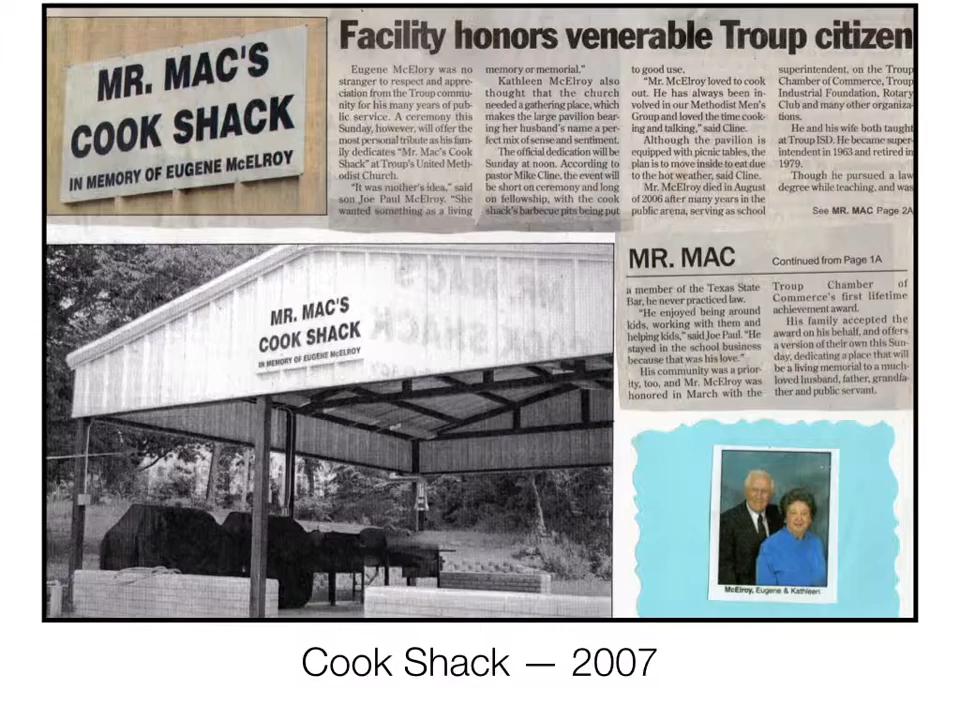 MR. MAC'S
COOK SHACK
IN MEMORY OF EUGENE McELROY
Facility honors venerable Troup citizen
Eugene McElory was no
stranger to respect and appre-
ciation from the Troup commu-
nity for his many years of pub-
lic service. A ceremony this
Sunday, however, will offer the
most personal tribute as his fam-
ily dedicates "Mr. Mac's Cook
Shack" at Troup's United Meth-
odist Church.
"It was mother's idea," said
son Joe Paul McElroy. "She
wanted something as a living
memory or memorial."
Kathleen McElroy also
thought that the church
needed a gathering place, which
makes the large pavilion bear-
ing her husband's name a per-
fect mix of sense and sentiment.
The official dedication will be
Sunday at noon. According to
pastor Mike Cline, the event will
be short on ceremony and long
on fellowship, with the cook
shack's barbecue pits being put
to good use.
"Mr. McElroy loved to cook
out. He has always been in-
volved in our Methodist Men's
Group and loved the time cook-
ing and talking," said Cline.
Although the pavilion is
equipped with picnic tables, the
plan is to move inside to eat due
to the hot weather, said Cline.
Mr. McElroy died in August
of 2006 after many years in the
public arena, serving as school
superintendent, on the Troup
Chamber of Commerce, Troup
Industrial Foundation, Rotary
Club and many other organiza-
tions.
He and his wife both taught
at Troup ISD. He became super-
intendent in 1963 and retired in
1979.
Though he pursued a law
degree while teaching, and was
See MR. MAC Page 2A
MR. MAC'S
COOK SHACK
IN MEMORY OF EUGENE McELROY
MR. MAC Continued from Page 1A
a member of the Texas State
Bar, he never practiced law.
"He enjoyed being around
kids, working with them and
helping kids," said Joe Paul. "He
stayed in the school business
because that was his love."
His community was a prior-
ity, too, and Mr. McElroy was
honored in March with the
Troup Chamber of
Commerce's first lifetime
achievement award.
His family accepted the
award on his behalf, and offers
a version of their own this Sun-
day, dedicating a place that will
be a living memorial to a much-
loved husband, father, grandfa-
ther and public servant.
McElroy, Eugene & Kathleen
Cook Shack — 2007